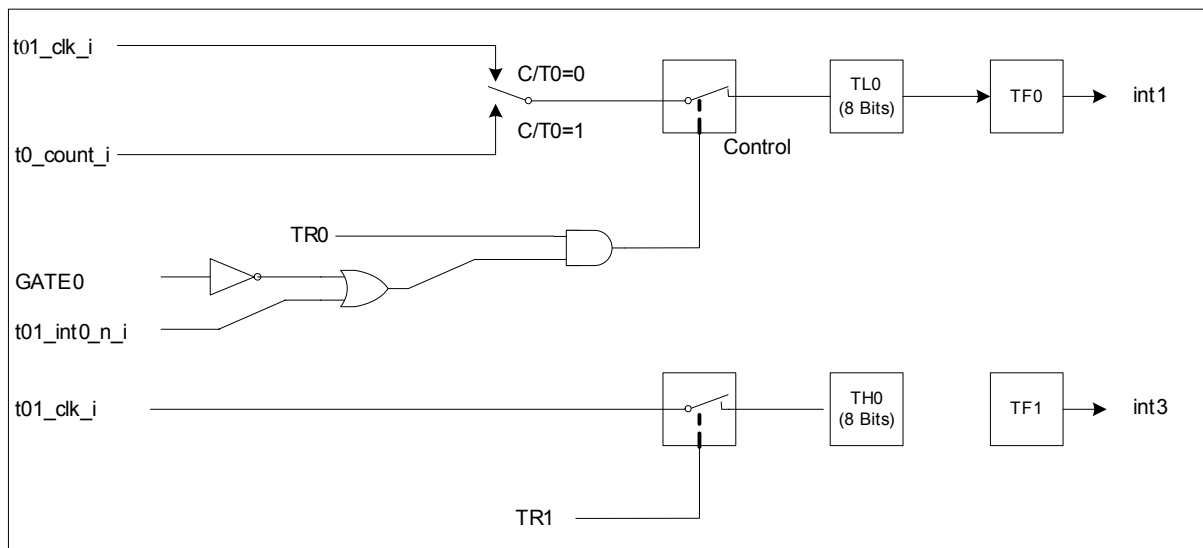 t01_clk_i
C/T0=0
C/T0=1
t0_count_i
Control
TL0
(8 Bits)
TF0
int1
TR0
GATE0
t01_int0_n_i
t01_clk_i
TH0
(8 Bits)
TF1
int3
TR1